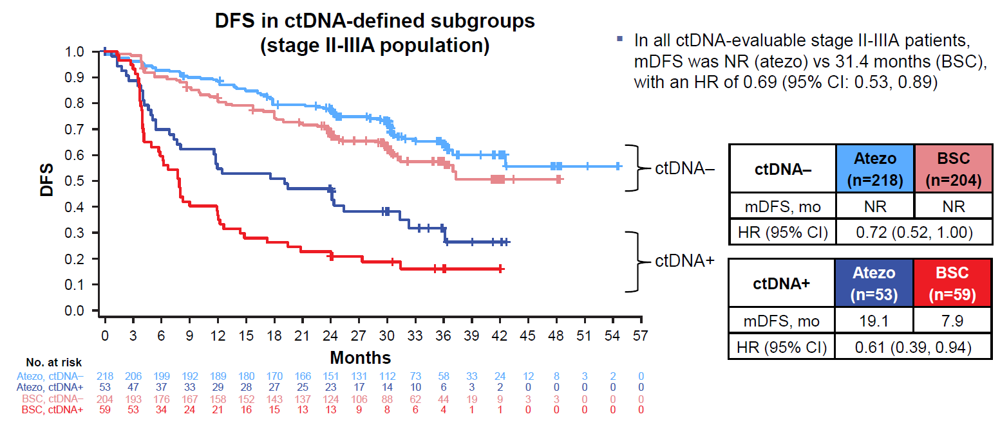 DFS in ctDNA-defined subgroups
(stage II-IIIA population)
▪ In all ctDNA-evaluable stage II-IIIA patients,
mDFS was NR (atezo) vs 31.4 months (BSC),
with an HR of 0.69 (95% CI: 0.53, 0.89)
DFS
1.0
0.9
0.8
0.7
0.6
0.5
0.4
0.3
0.2
0.1
0.0
0 3 6 9 12 15 18 21 24 27 30 33 36 39 42 45 48 51 54 57
Months
ctDNA–
ctDNA+
ctDNA– Atezo (n=218) BSC (n=204)
mDFS, mo NR NR
HR (95% CI) 0.72 (0.52, 1.00)
ctDNA+ Atezo (n=53) BSC (n=59)
mDFS, mo 19.1 7.9
HR (95% CI) 0.61 (0.39, 0.94)
No. at risk
Atezo, ctDNA– 218 206 199 192 189 180 170 166 151 131 112 73 58 33 24 12 8 3 2 0
Atezo, ctDNA+ 53 47 37 33 29 28 27 25 23 17 14 10 6 3 2 0 0 0 0 0
BSC, ctDNA– 204 193 176 167 158 152 143 137 124 106 88 62 44 19 9 3 3 0 0 0
BSC, ctDNA+ 59 53 34 24 21 16 15 13 13 9 8 6 4 1 1 0 0 0 0 0